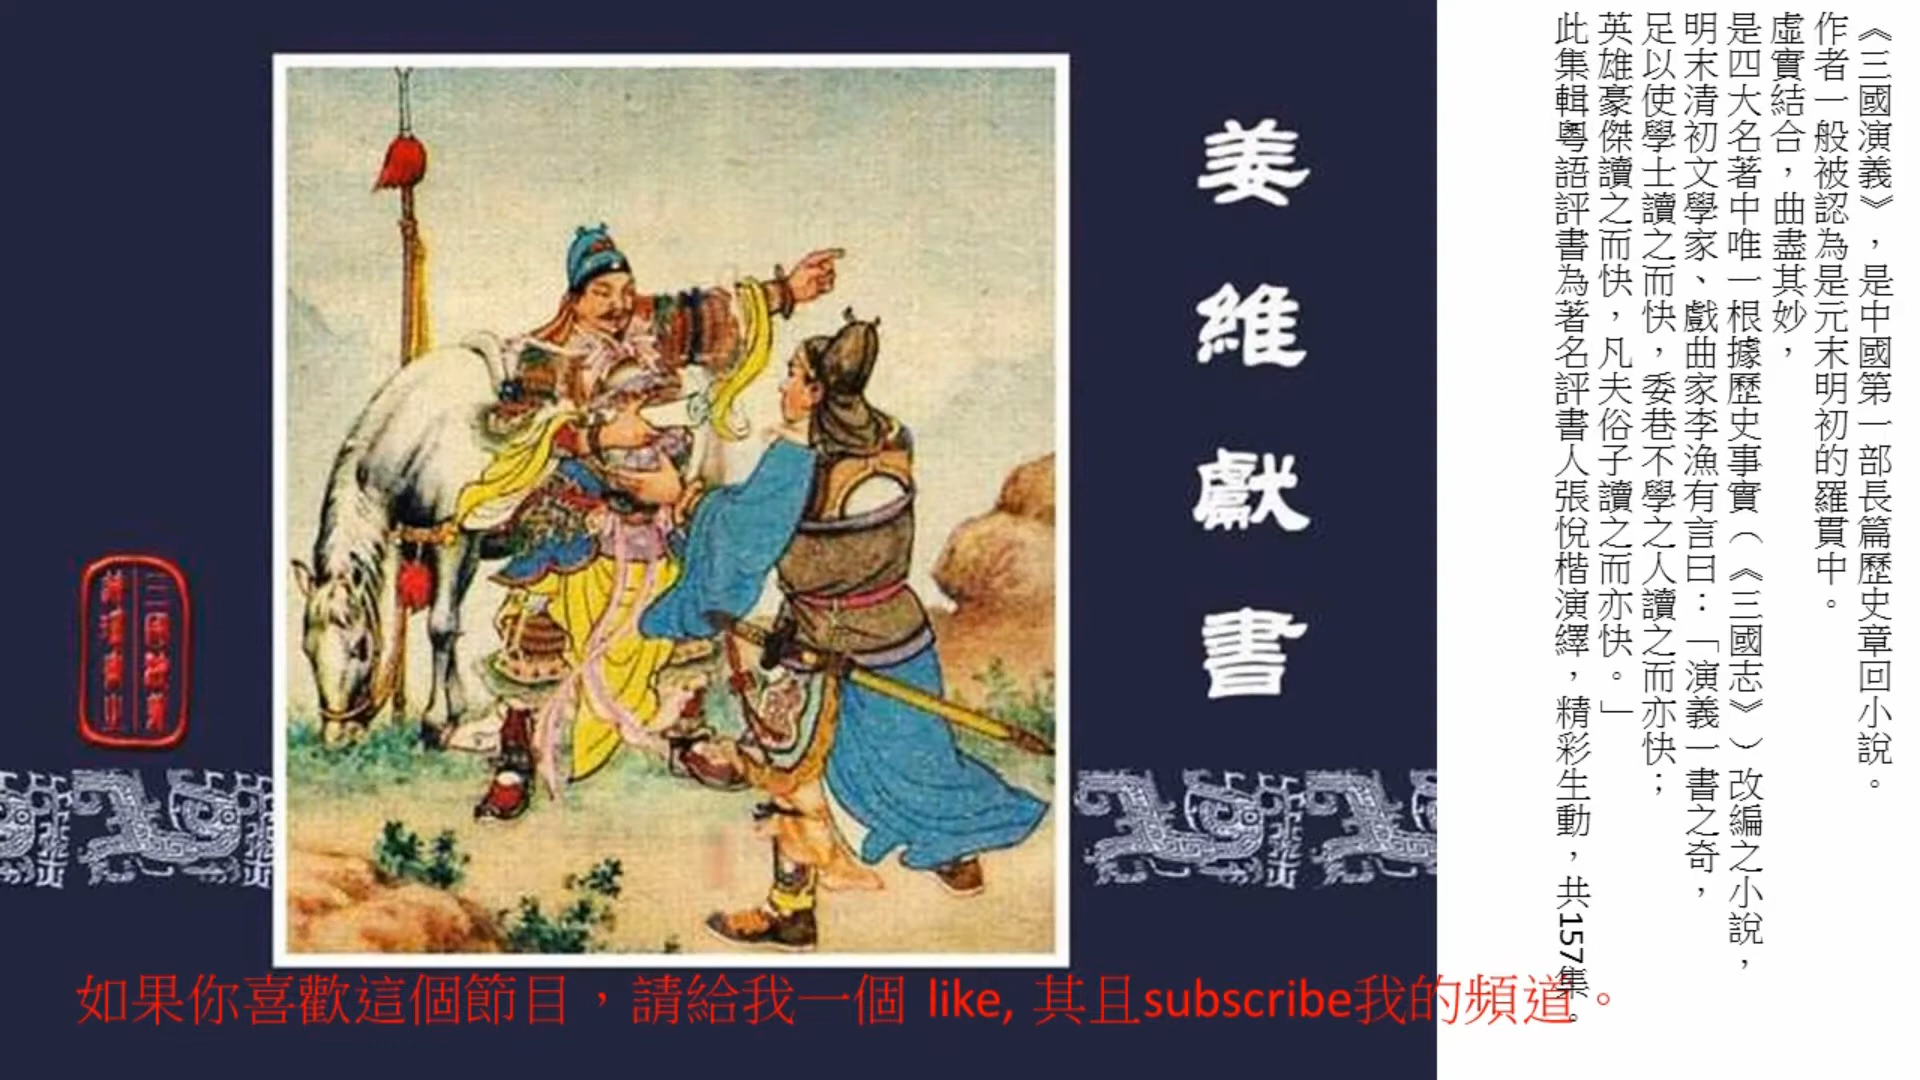 《三國演義》，是中國第一部長篇歷史章回小說。
作者一般被認為是元末明初的羅貫中。
虛實結合，曲盡其妙，
是四大名著中唯一根據歷史事實（《三國志》）改編之小說，
明末清初文學家、戲曲家李漁有言曰：「演義一書之奇，
足以使學士讀之而快，委巷不學之人讀之而亦快；
英雄豪傑讀之而快，凡夫俗子讀之而亦快。」
此集輯粵語評書為著名評書人張悅楷演繹，精彩生動，共157集。
姜維獻書
如果你喜歡這個節目，請給我一個 like, 其且subscribe我的頻道。